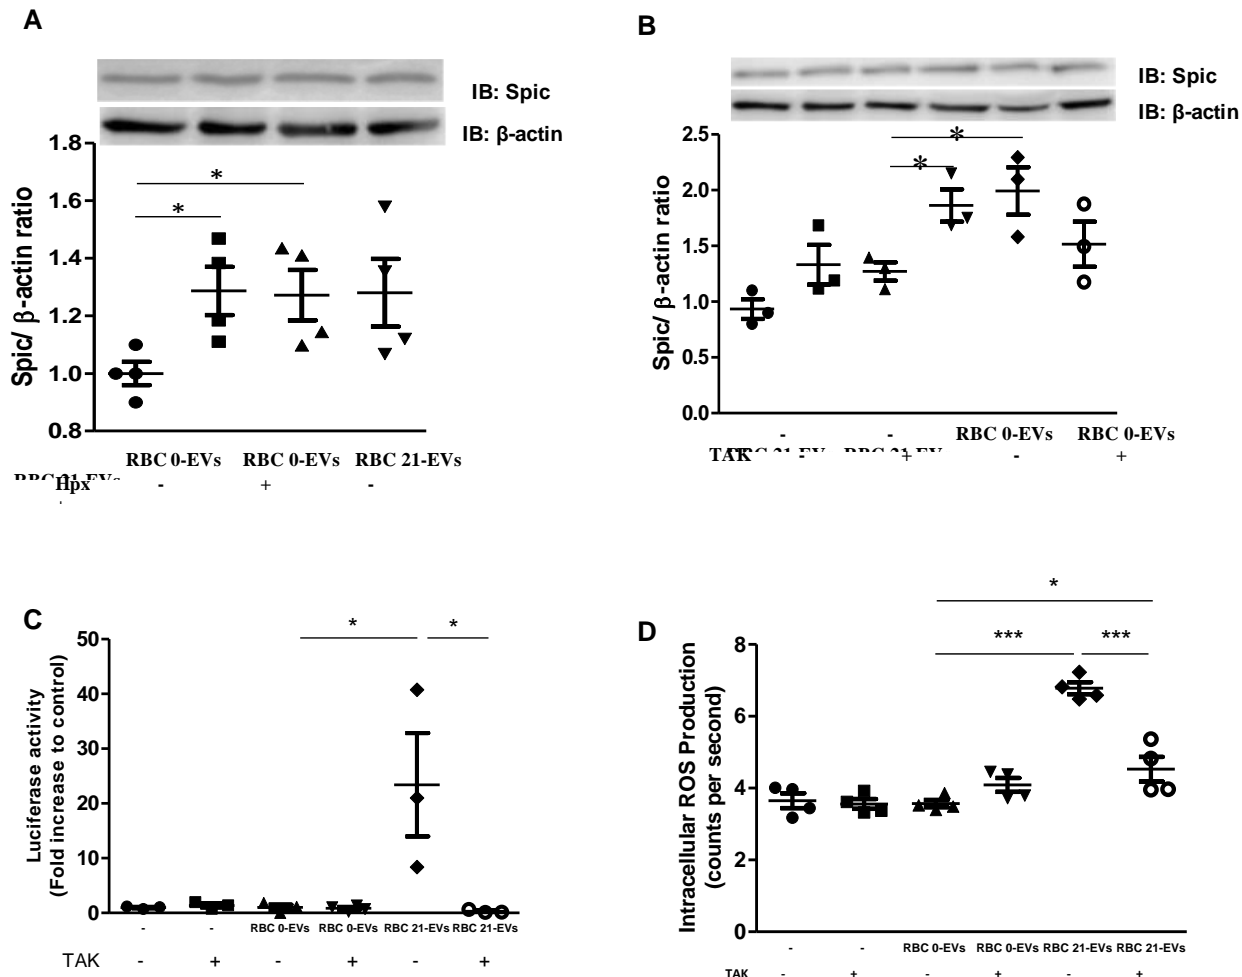 A
IB: Spic
IB: β-actin
1.8
1.6
1.4
1.2
1.0
0.8
Spic/ β-actin ratio
*
*
RBC 0-EVs RBC 0-EVs RBC 21-EVs
Hpx - + -
B
IB: Spic
IB: β-actin
2.5
2.0
1.5
1.0
0.5
0.0
Spic/ β-actin ratio
*
*
- - RBC 0-EVs RBC 0-EVs
TAK - + - +
C
50
40
30
20
10
0
Luciferase activity
(Fold increase to control)
* *
- - RBC 0-EVs RBC 0-EVs RBC 21-EVs RBC 21-EVs
TAK - + - + - +
D
8
6
4
2
0
Intracellular ROS Production
(counts per second)
*
*** ***
- - RBC 0-EVs RBC 0-EVs RBC 21-EVs RBC 21-EVs
TAK - + - + - +